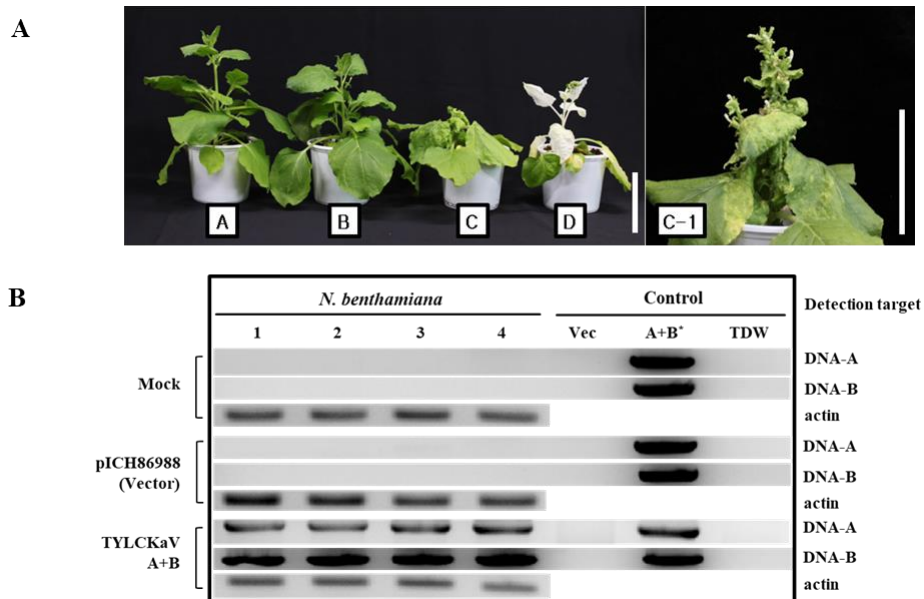 A
A
B
C
D
C-1
B
N. benthamiana
Control
Detection target
1 2 3 4 Vec A+B* TDW
Mock
DNA-A
DNA-B
actin
pICH86988
(Vector)
DNA-A
DNA-B
actin
TYLCKaV
A+B
DNA-A
DNA-B
actin